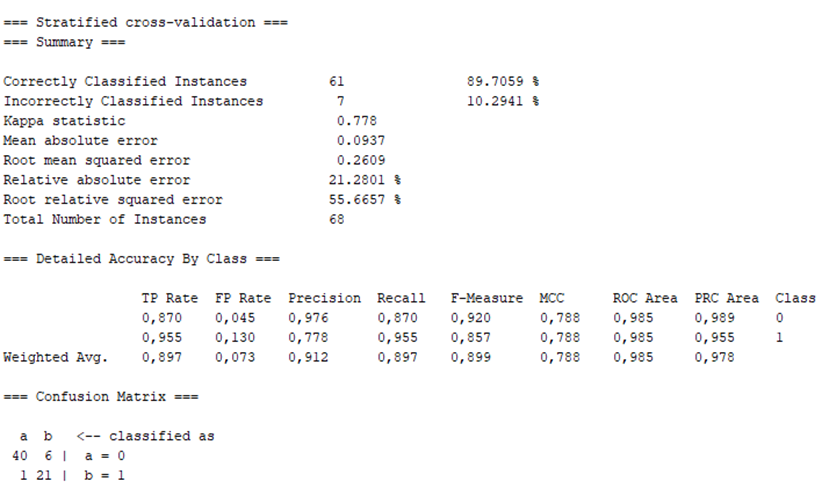 === Stratified cross-validation ===
=== Summary ===
Correctly Classified Instances 61 89.7059 %
Incorrectly Classified Instances 7 10.2941 %
Kappa statistic 0.778
Mean absolute error 0.0937
Root mean squared error 0.2609
Relative absolute error 21.2801 %
Root relative squared error 55.6657 %
Total Number of Instances 68
=== Detailed Accuracy By Class ===
TP Rate FP Rate Precision Recall F-Measure MCC ROC Area PRC Area Class
0,870 0,045 0,976 0,870 0,920 0,788 0,985 0,989 0
0,955 0,130 0,778 0,955 0,857 0,788 0,985 0,955 1
Weighted Avg. 0,897 0,073 0,912 0,897 0,899 0,788 0,985 0,978
=== Confusion Matrix ===
a b <-- classified as
40 6 | a = 0
1 21 | b = 1